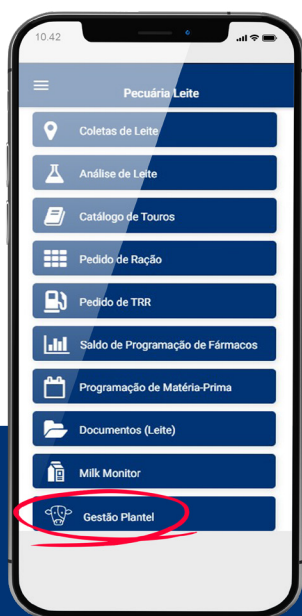 10.42
Pecuária Leite
Coletas de Leite
Análise de Leite
Catálogo de Touros
Pedido de Ração
Pedido de TRR
Saldo de Programação de Fármacos
Programação de Matéria-Prima
Documentos (Leite)
Milk Monitor
Gestão Plantel